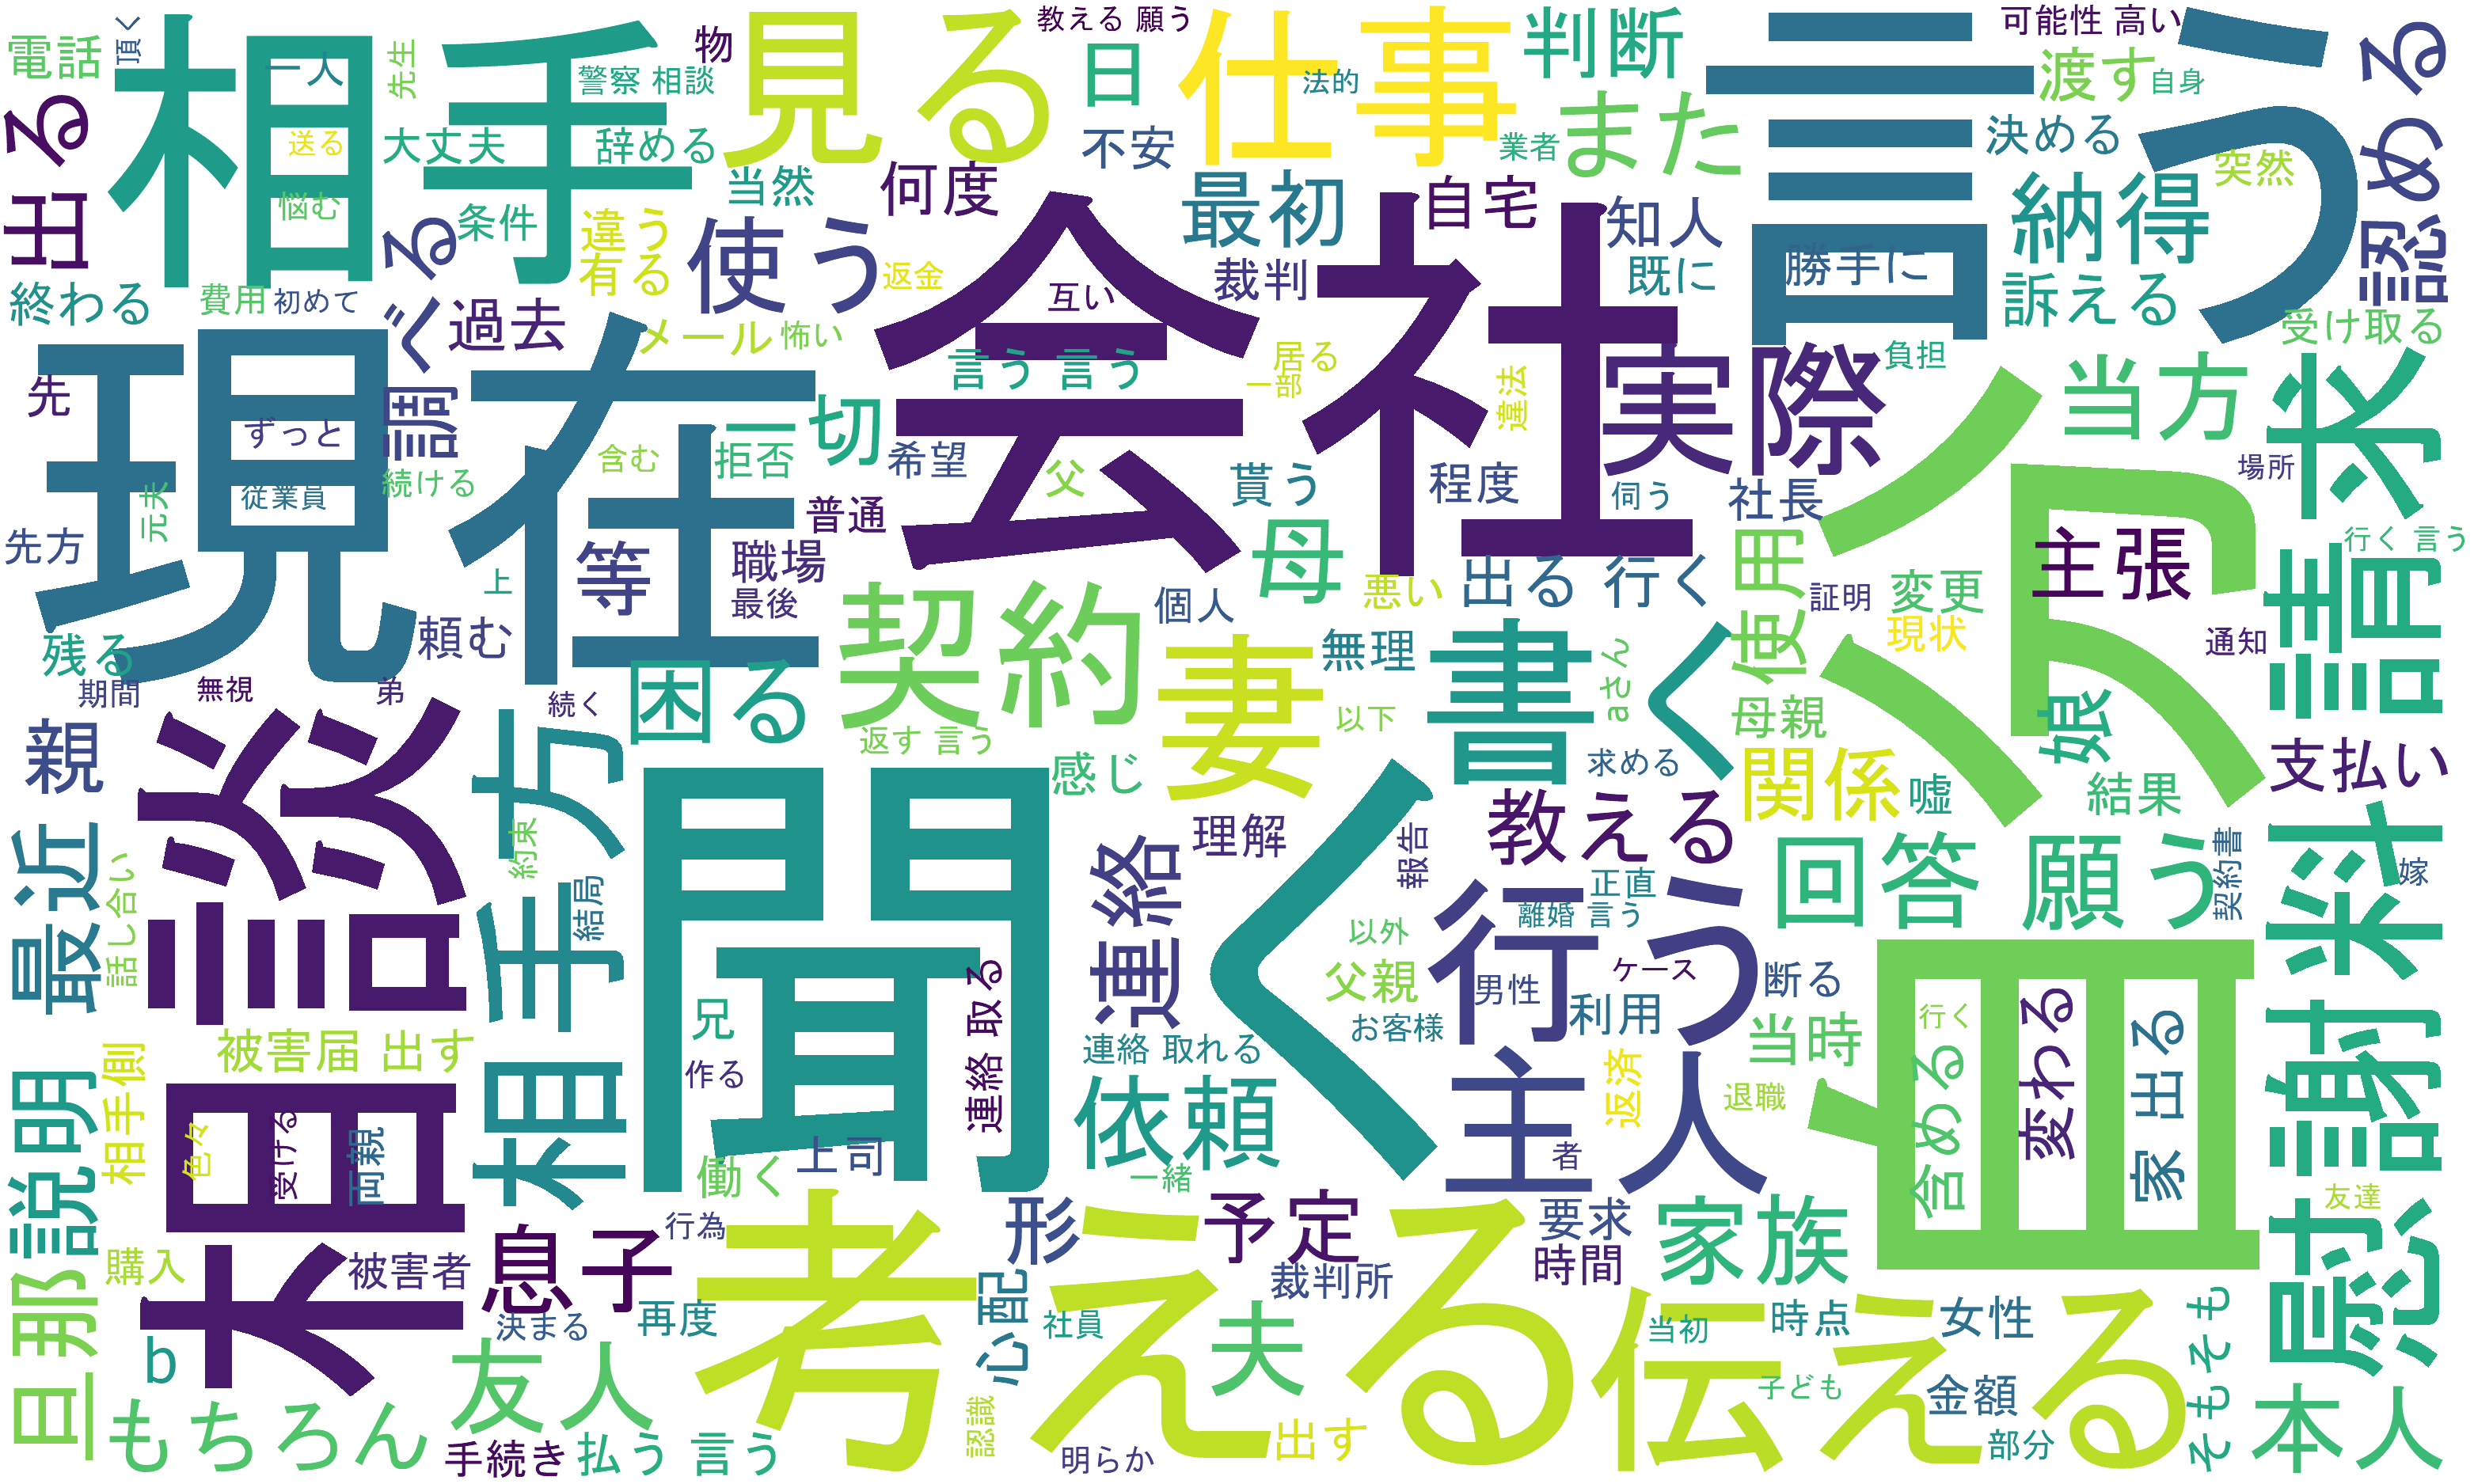 頂く
教える 願う
可能性 高い
電話
相手
一人
先生
警察 相談
物
見る
日
仕事
法的
判断
言う
渡す
自身
認める
出る
送る
大丈夫
辞める
当然
何度
不安
業者
また
決める
突然
悩む
べる
調べる
条件
違う
有る
使う
返金
最初
裁判
自宅
知人
既に
勝手に
納得
訴える
受け取る
終わる
費用
初めて
過去
メール
怖い
会社
互い
言う 言う
居る
一部
違法
実際
負担
今回
当方
慰謝料請求
先
現在
ずっと
従業員
続ける
元夫
先方
含む
一切
拒否
希望
父
貰う
程度
伺う
社長
場所
行く 言う
普通
等
職場
上
最後
契約
母
個人
悪い
出る 行く
使用
証明
変更
現状
主張
通知
残る
頼む
期間
無視
弟
続く
困る
妻
無理
書く
aさん
母親
娘
親
相談
相手方
返す 言う
感じ
以下
求める
関係
嘘
結果
支払い
最近
約束
聞く
連絡
理解
報告
教える
正直
回答 願う
契約書
嫁
話し合い
結局
連絡 取る
離婚 言う
以外
父親
行う
男性
ケース
断る
利用
お客様
被害届 出す
兄
作る
連絡 取れる
当時
行く
含める
変わる
家 出る
説明
相手側
色々
受ける
両親
働く
上司
依頼
一緒
主人
者
返済
退職
友達
旦那
購入
被害者
息子
行為
決まる
再度
考える
形
予定
裁判所
要求
時間
家族
心配
社員
夫
伝える
当初
時点
女性
そもそも
b
もちろん
友人
手続き
払う 言う
認識
明らか
出す
子ども
金額
部分
本人